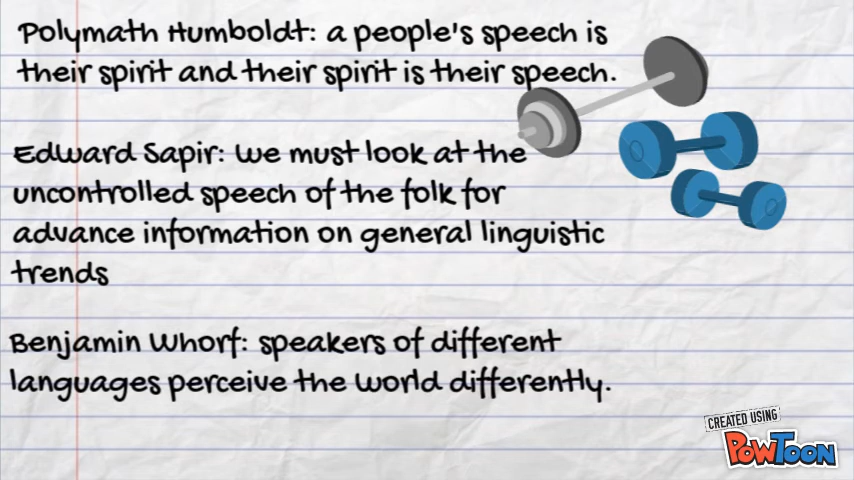 Polymath Humboldt: a people's speech is
their spirit and their spirit is their speech.
Edward Sapir: We must look at the
uncontrolled speech of the folk for
advance information on general linguistic
trends
Benjamin Whorf: speakers of different
languages perceive the world differently.
CREATED USING
POWTOON